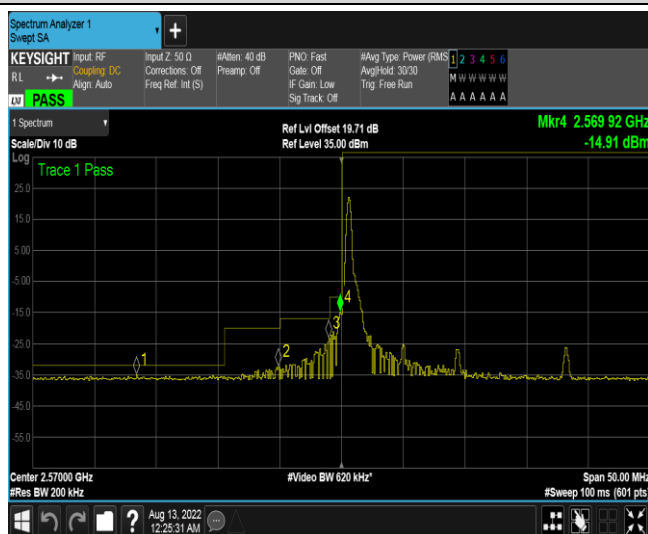 Spectrum Analyzer 1
Swept SA
+
KEYSIGHT
RL
LXI PASS
Input: RF
Coupling: DC
Align: Auto
Input Z: 50 Ω
Corrections: Off
Freq Ref: Int (S)
#Atten: 40 dB
Preamp: Off
PNO: Fast
Gate: Off
IF Gain: Low
Sig Track: Off
#Avg Type: Power (RMS
Avg|Hold: 30/30
Trig: Free Run
1 2 3 4 5 6
M W W W W W
A A A A A A
1 Spectrum
Scale/Div 10 dB
Ref Lvl Offset 19.71 dB
Ref Level 35.00 dBm
Mkr4 2.569 92 GHz
-14.91 dBm
Log
Trace 1 Pass
25.0
15.0
5.00
-5.00
-15.0
-25.0
-35.0
-45.0
-55.0
1
2
3
4
Center 2.57000 GHz
#Res BW 200 kHz
#Video BW 620 kHz*
Span 50.00 MHz
#Sweep 100 ms (601 pts)
?
Aug 13, 2022
12:25:31 AM